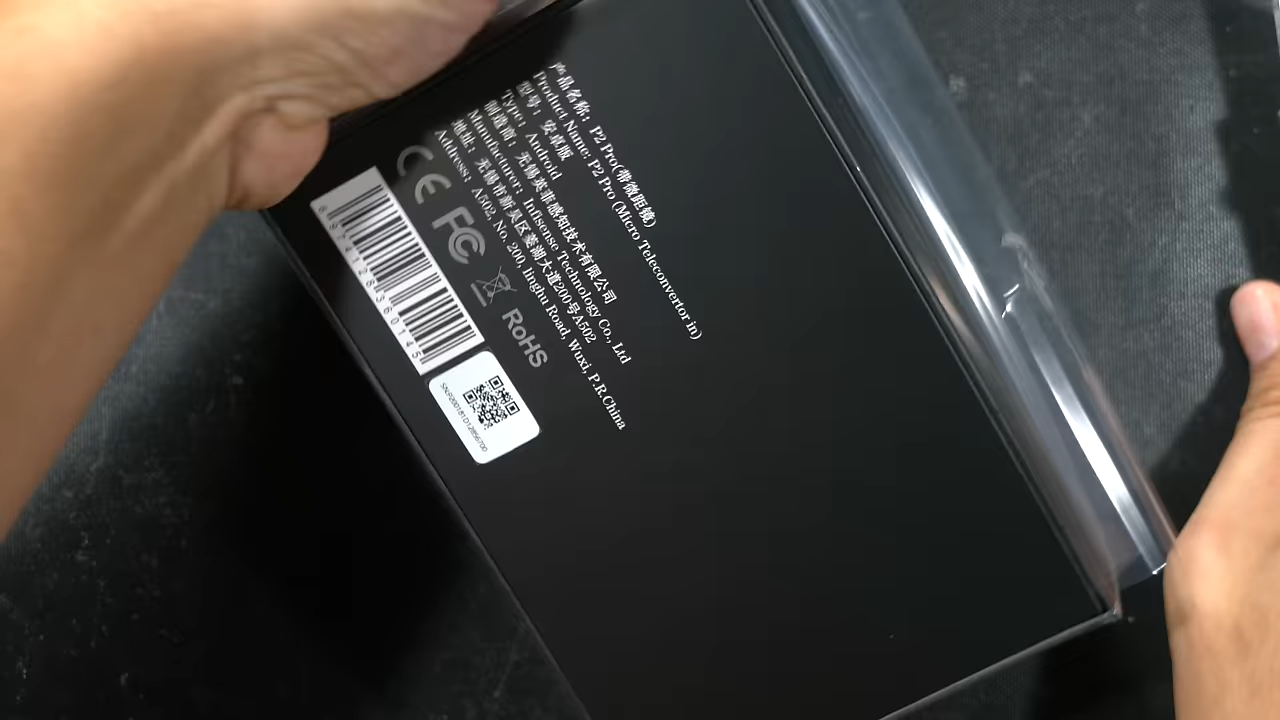 产品名称：P2 Pro(带微距镜)
Product Name: P2 Pro (Micro Teleconvertor in)
型号：安卓版
Type：Android
制造商：无锡英菲感知技术有限公司
Manufacturer：Infisense Technology Co., Ltd
地址：无锡市新吴区菱湖大道200号A502
Address：A502, No. 200, linghu Road, Wuxi, P.R.China
CE FC RoHS
6974128360145